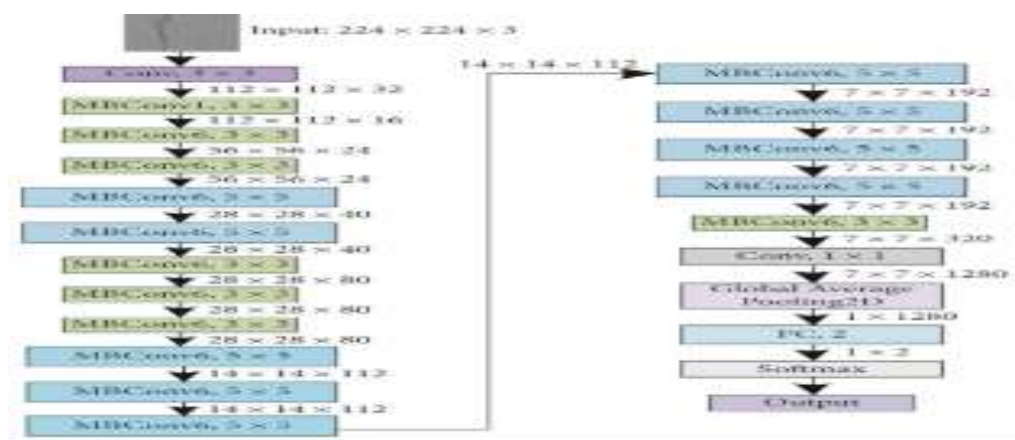 Input: 224 × 224 × 3
Conv, 3 × 3
112 × 112 × 32
MBConv1, 3 × 3
112 × 112 × 16
MBConv6, 3 × 3
56 × 56 × 24
MBConv6, 3 × 3
56 × 56 × 24
MBConv6, 5 × 5
28 × 28 × 40
MBConv6, 5 × 5
28 × 28 × 40
MBConv6, 3 × 3
28 × 28 × 80
MBConv6, 3 × 3
28 × 28 × 80
MBConv6, 3 × 3
28 × 28 × 80
MBConv6, 5 × 5
14 × 14 × 112
MBConv6, 5 × 5
14 × 14 × 112
MBConv6, 5 × 5
14 × 14 × 112
MBConv6, 5 × 5
7 × 7 × 192
MBConv6, 5 × 5
7 × 7 × 192
MBConv6, 5 × 5
7 × 7 × 192
MBConv6, 5 × 5
7 × 7 × 192
MBConv6, 3 × 3
7 × 7 × 320
Conv, 1 × 1
7 × 7 × 1280
Global Average
Pooling2D
1 × 1280
FC, 2
1 × 2
Softmax
Output